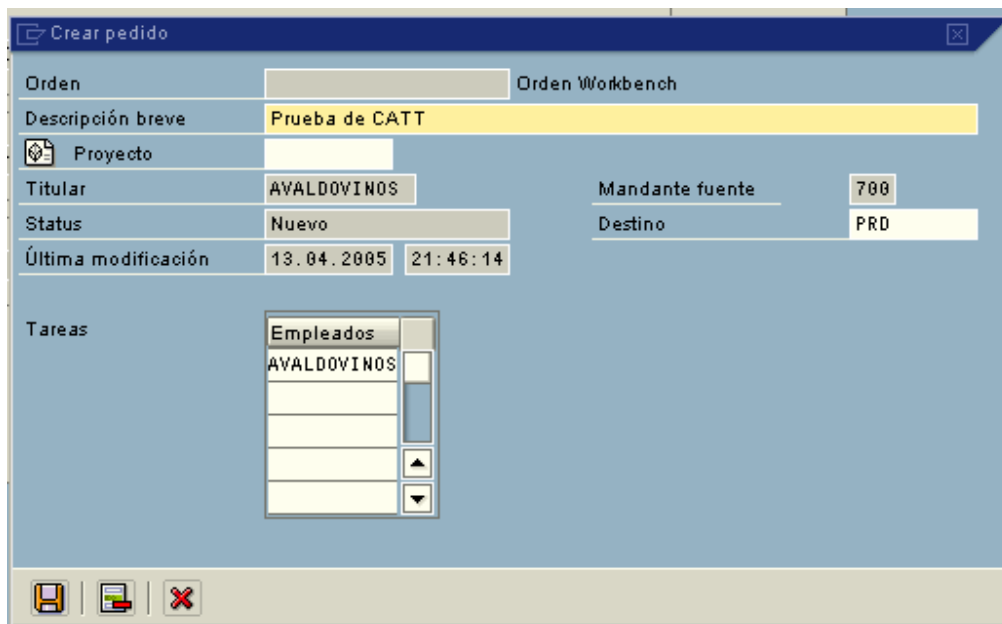 Crear pedido
Orden Orden Workbench
Descripción breve Prueba de CATT
Proyecto
Titular AVALDOVINOS Mandante fuente 700
Status Nuevo Destino PRD
Última modificación 13.04.2005 21:46:14
Tareas Empleados
AVALDOVINOS